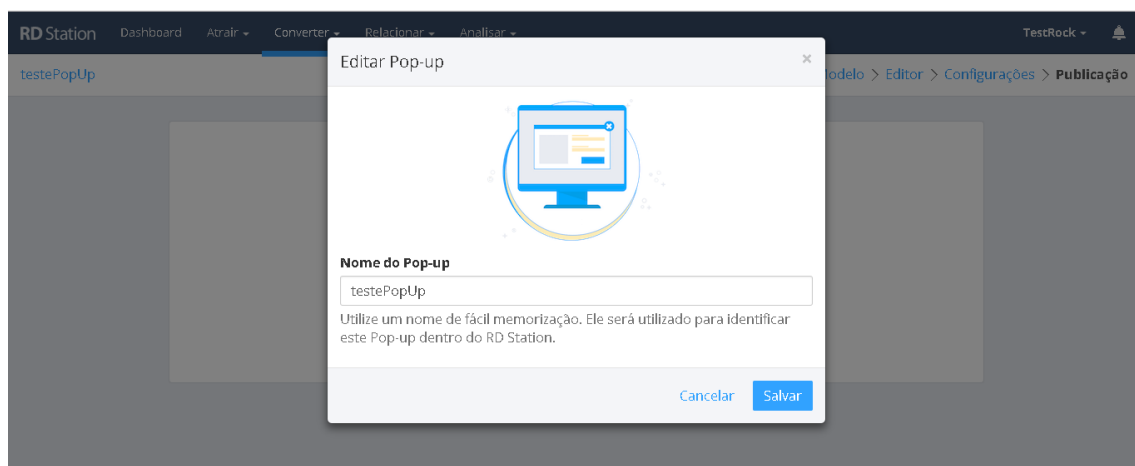 RD Station Dashboard Atrair Converter Relacionar Analisar TestRock
testePopUp
Editar Pop-up ×
> Editor > Configurações > Publicação
Nome do Pop-up
testePopUp
Utilize um nome de fácil memorização. Ele será utilizado para identificar
este Pop-up dentro do RD Station.
Cancelar Salvar